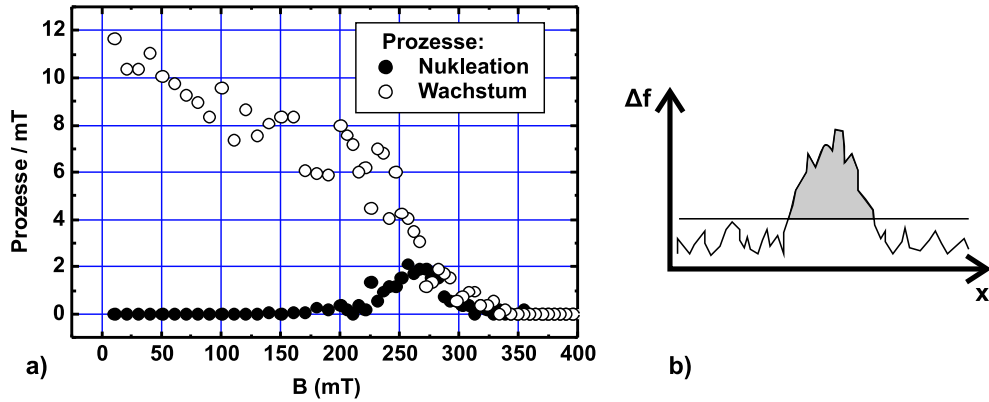 Prozesse:
Nukleation
Wachstum
12
10
8
6
4
2
0
Prozesse / mT
0 50 100 150 200 250 300 350 400
B (mT)
a)
Δf
x
b)